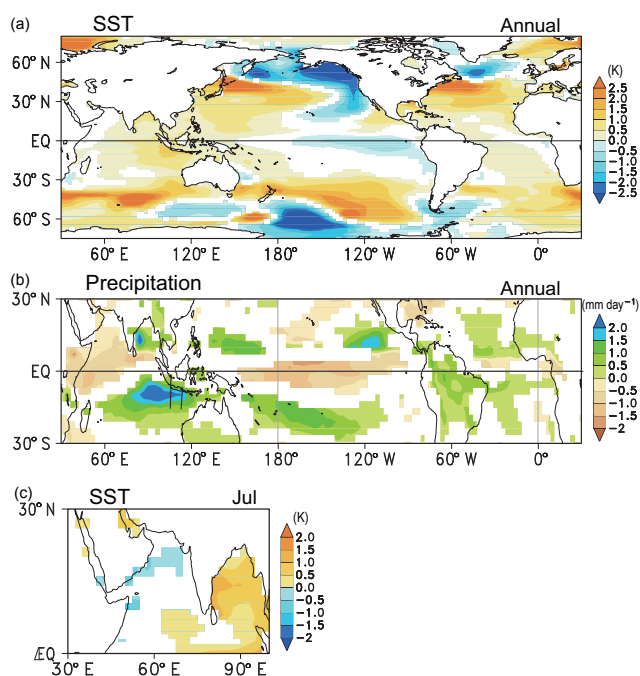 (a) SST Annual
(K)
60° N
30° N
EQ
30° S
60° S
60° E 120° E 180° 120° W 60° W 0°
2.5
2.0
1.5
1.0
0.5
0.0
−0.5
−1.0
−1.5
−2.0
−2.5
(b) Precipitation Annual
(mm day⁻¹)
30° N
EQ
30° S
60° E 120° E 180° 120° W 60° W 0°
2.0
1.5
1.0
0.5
0.0
−0.5
−1.0
−1.5
−2
(c) SST Jul
(K)
30° N
EQ
30° E 60° E 90° E
2.0
1.5
1.0
0.5
0.0
−0.5
−1.0
−1.5
−2